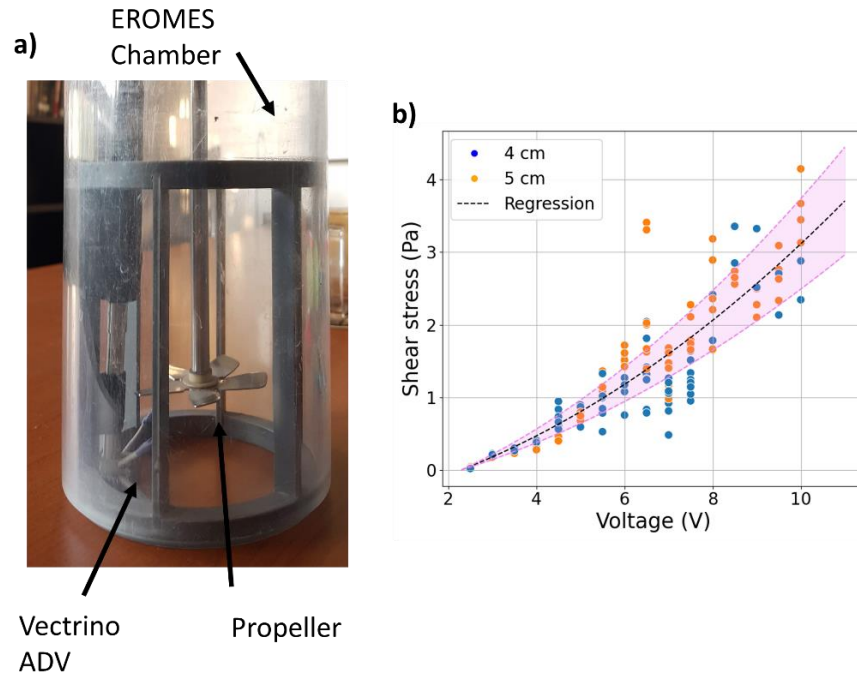 a)
EROMES
Chamber
Vectrino
ADV
Propeller
b)
4 cm
5 cm
Regression
Shear stress (Pa)
4
3
2
1
0
2 4 6 8 10
Voltage (V)